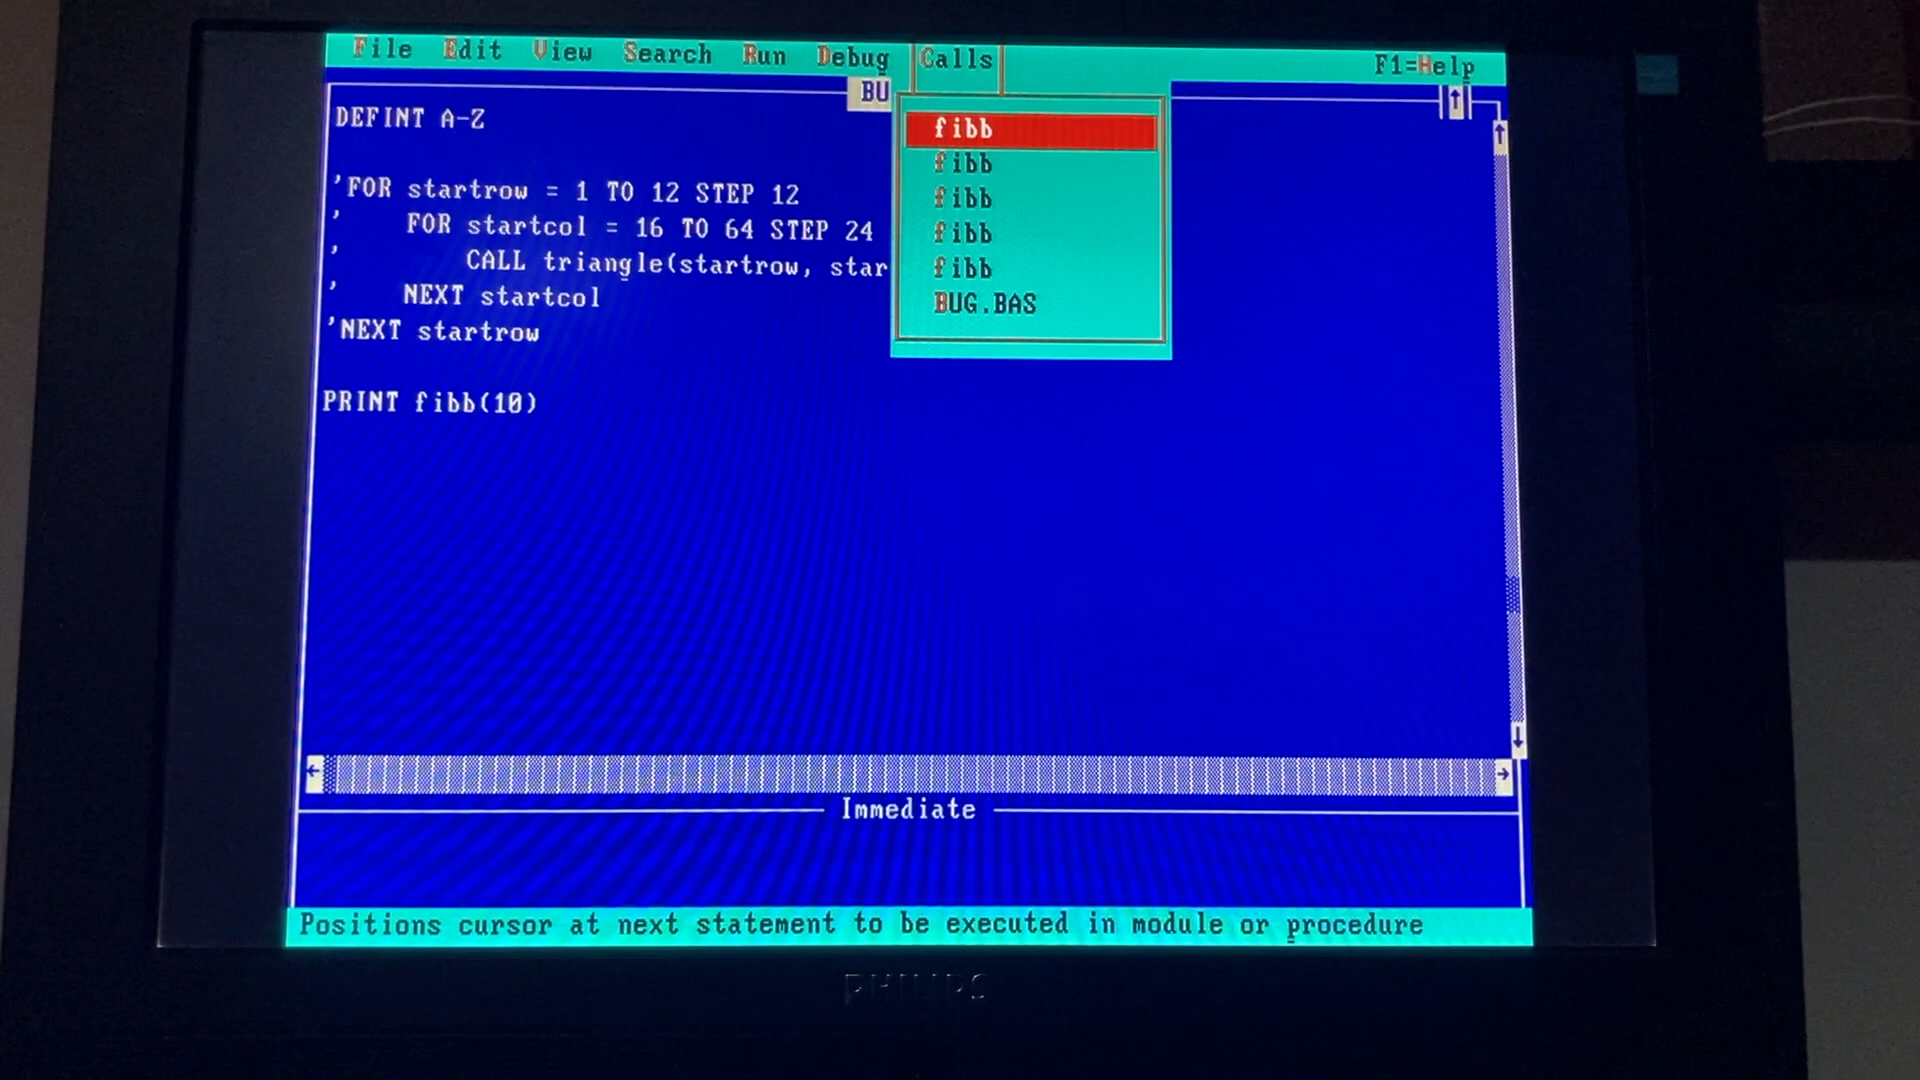 File Edit View Search Run Debug Calls F1=Help
BU
DEFINT A-Z
'FOR startrow = 1 TO 12 STEP 12
'    FOR startcol = 16 TO 64 STEP 24
'        CALL triangle(startrow, star
'    NEXT startcol
'NEXT startrow
PRINT fibb(10)
fibb
fibb
fibb
fibb
fibb
BUG.BAS
Immediate
Positions cursor at next statement to be executed in module or procedure
PHILIPS